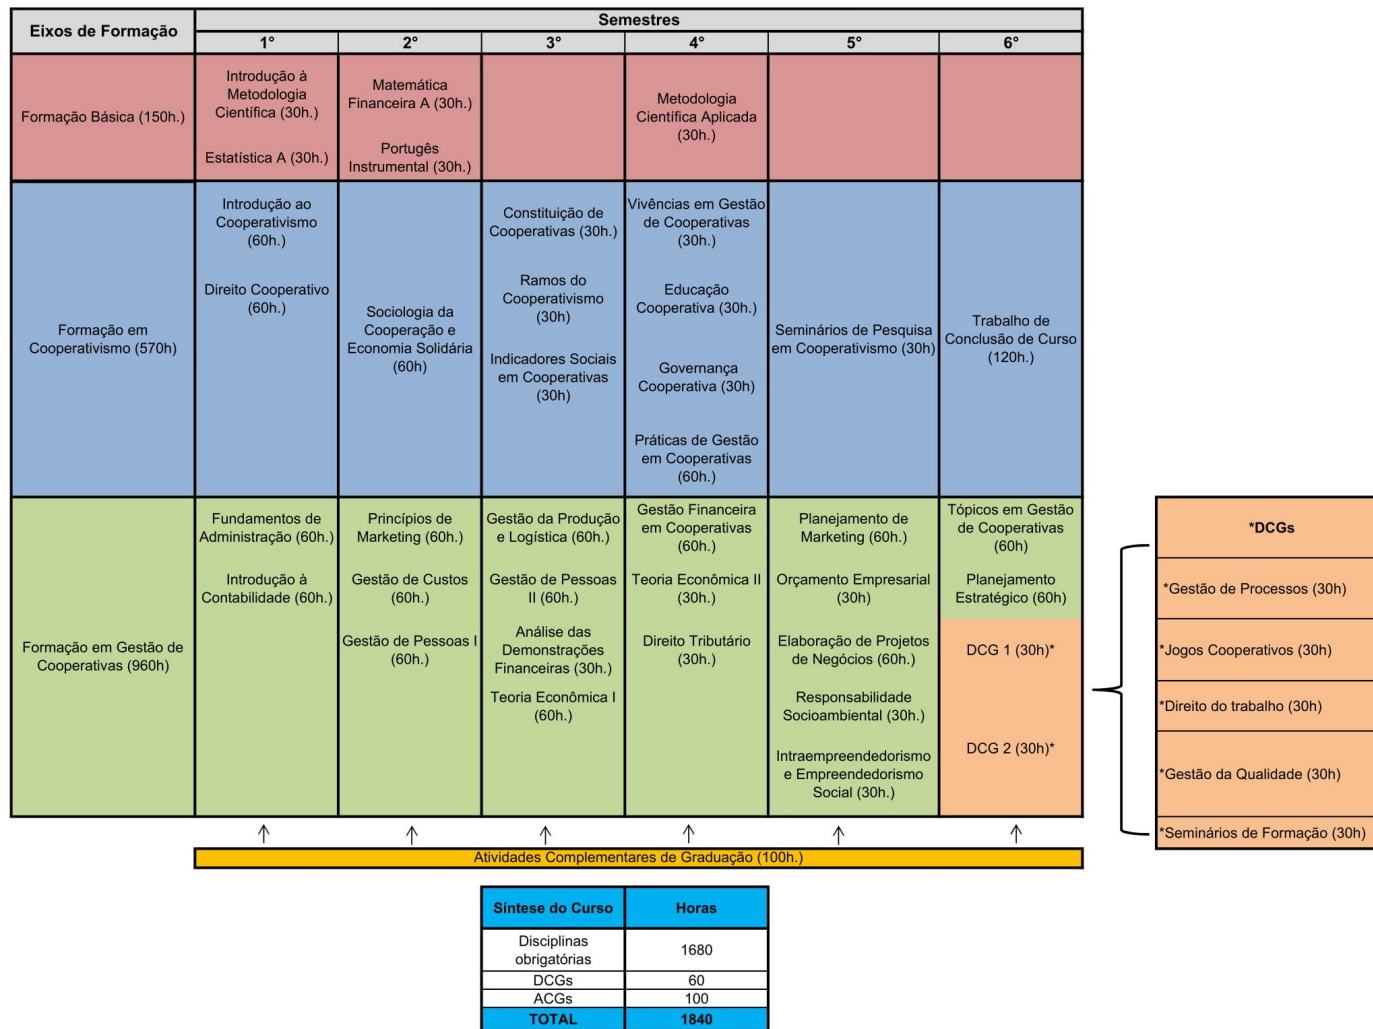 Eixos de Formação
Semestres
1°
2°
3°
4°
5°
6°
Formação Básica (150h.)
Introdução à
Metodologia
Científica (30h.)
Estatística A (30h.)
Matemática
Financeira A (30h.)
Portugês
Instrumental (30h.)
Metodologia
Científica Aplicada
(30h.)
Formação em
Cooperativismo (570h)
Introdução ao
Cooperativismo
(60h.)
Direito Cooperativo
(60h.)
Sociologia da
Cooperação e
Economia Solidária
(60h)
Constituição de
Cooperativas (30h.)
Ramos do
Cooperativismo
(30h)
Indicadores Sociais
em Cooperativas
(30h)
Vivências em Gestão
de Cooperativas
(30h.)
Educação
Cooperativa (30h.)
Governança
Cooperativa (30h)
Práticas de Gestão
em Cooperativas
(60h.)
Seminários de Pesquisa
em Cooperativismo (30h)
Trabalho de
Conclusão de Curso
(120h.)
Formação em Gestão de
Cooperativas (960h)
Fundamentos de
Administração (60h.)
Introdução à
Contabilidade (60h.)
Princípios de
Marketing (60h.)
Gestão de Custos
(60h.)
Gestão de Pessoas I
(60h.)
Gestão da Produção
e Logística (60h.)
Gestão de Pessoas
II (60h.)
Análise das
Demonstrações
Financeiras (30h.)
Teoria Econômica I
(60h.)
Gestão Financeira
em Cooperativas
(60h.)
Teoria Econômica II
(30h.)
Direito Tributário
(30h.)
Planejamento de
Marketing (60h.)
Orçamento Empresarial
(30h)
Elaboração de Projetos
de Negócios (60h.)
Responsabilidade
Socioambiental (30h.)
Intraempreendedorismo
e Empreendedorismo
Social (30h.)
Tópicos em Gestão
de Cooperativas
(60h)
Planejamento
Estratégico (60h)
DCG 1 (30h)*
DCG 2 (30h)*
*DCGs
*Gestão de Processos (30h)
*Jogos Cooperativos (30h)
*Direito do trabalho (30h)
*Gestão da Qualidade (30h)
*Seminários de Formação (30h)
Atividades Complementares de Graduação (100h.)
Síntese do Curso
Horas
Disciplinas
obrigatórias
1680
DCGs
60
ACGs
100
TOTAL
1840